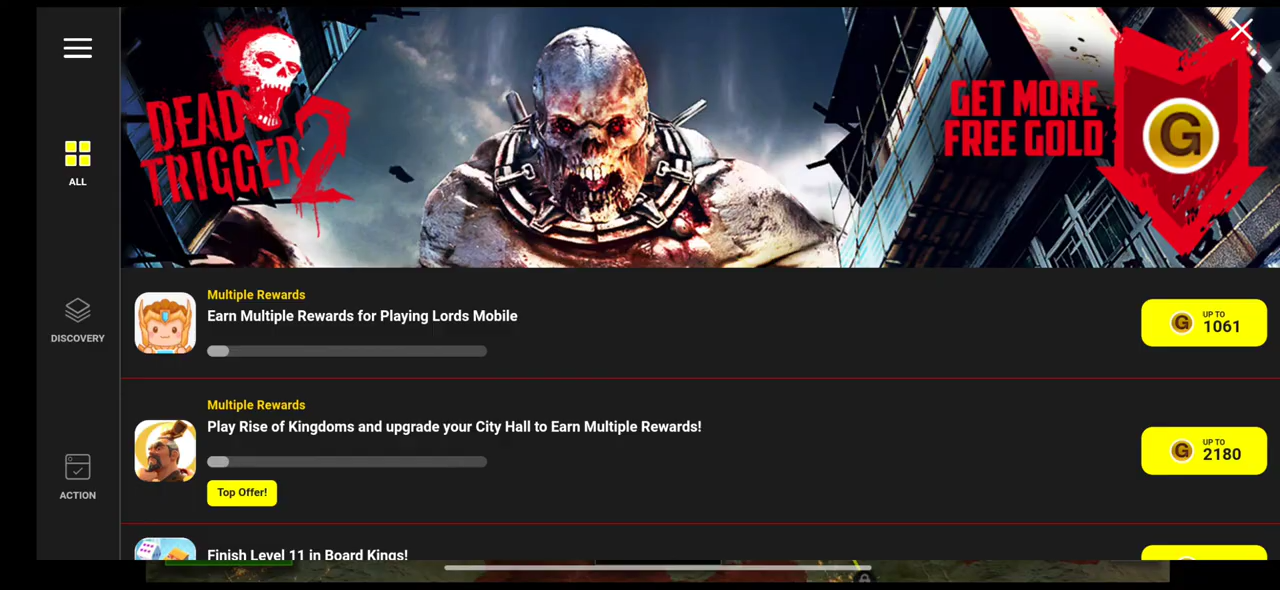 DEAD
TRIGGER 2
GET MORE
FREE GOLD
G
ALL
DISCOVERY
ACTION
Multiple Rewards
Earn Multiple Rewards for Playing Lords Mobile
G UP TO
1061
Multiple Rewards
Play Rise of Kingdoms and upgrade your City Hall to Earn Multiple Rewards!
Top Offer!
G UP TO
2180
Finish Level 11 in Board Kings!